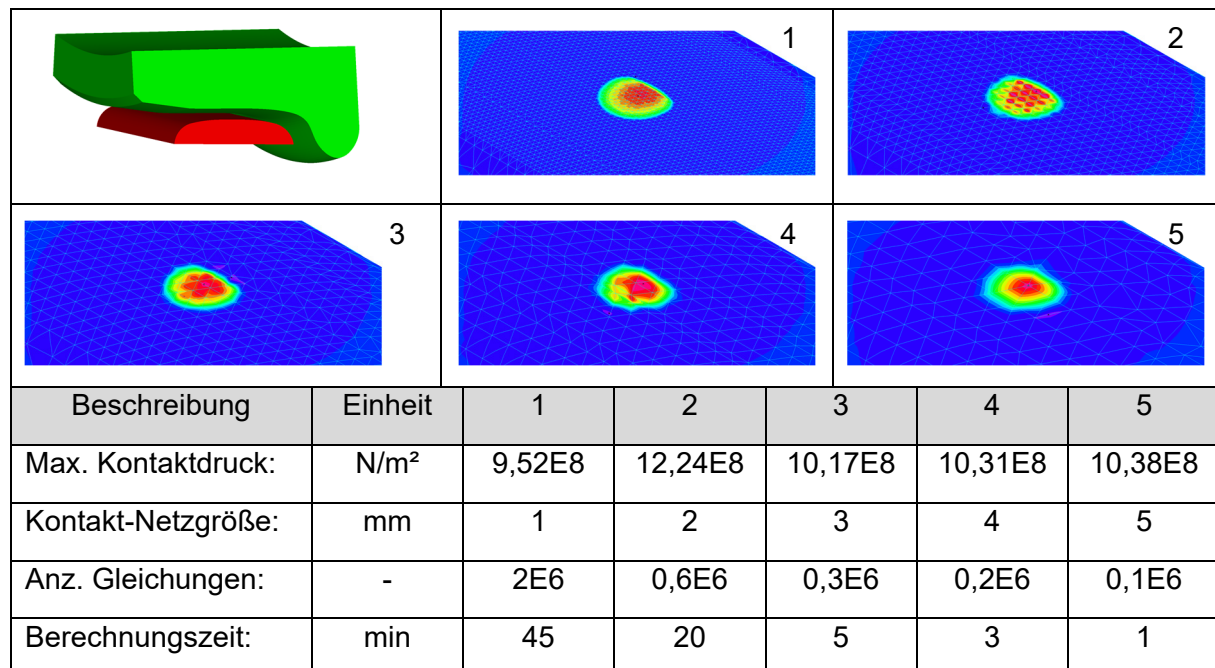 1
2
3
4
5
Beschreibung Einheit 1 2 3 4 5
Max. Kontaktdruck: N/m² 9,52E8 12,24E8 10,17E8 10,31E8 10,38E8
Kontakt-Netzgröße: mm 1 2 3 4 5
Anz. Gleichungen: - 2E6 0,6E6 0,3E6 0,2E6 0,1E6
Berechnungszeit: min 45 20 5 3 1